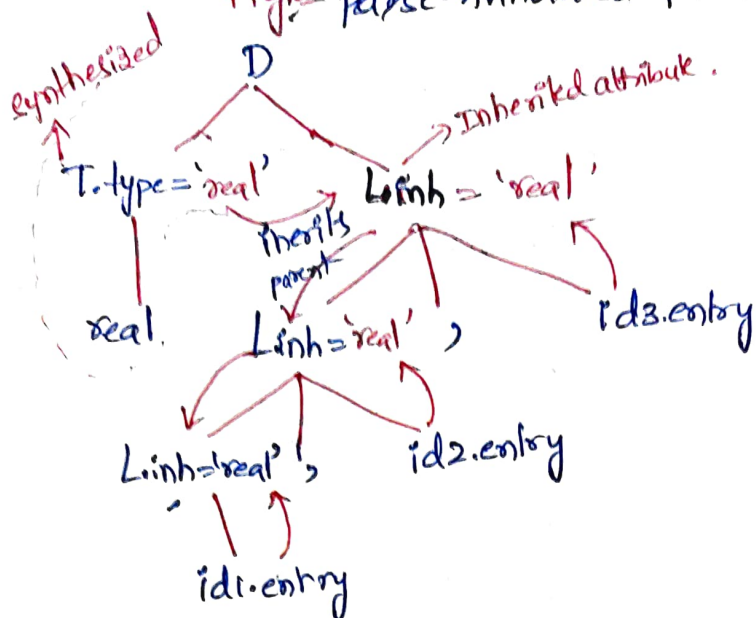 synthesized
D
Inherited attribute.
T.type = 'real'
L.inh = 'real'
iherits
parent
real.
L.inh = 'real' ,
id3.entry
L.inh = 'real' ,
id2.entry
id1.entry